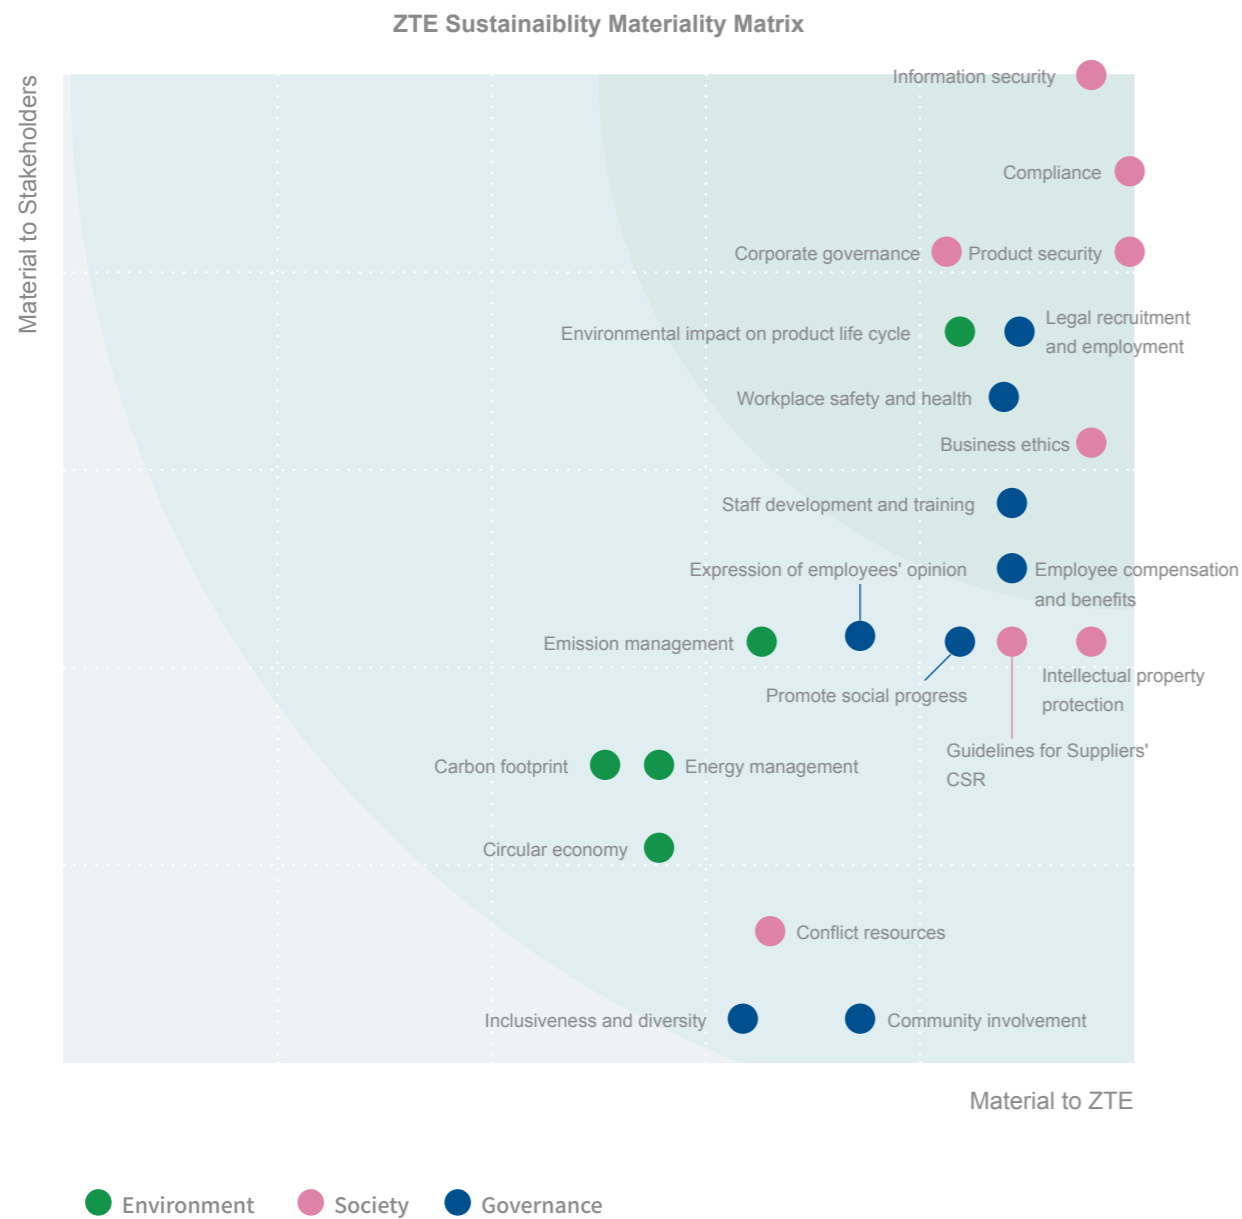 ZTE Sustainaiblity Materiality Matrix
Material to Stakeholders
Information security
Compliance
Corporate governance
Product security
Environmental impact on product life cycle
Legal recruitment
and employment
Workplace safety and health
Business ethics
Staff development and training
Expression of employees' opinion
Employee compensation
and benefits
Emission management
Promote social progress
Intellectual property
protection
Guidelines for Suppliers'
CSR
Carbon footprint
Energy management
Circular economy
Conflict resources
Inclusiveness and diversity
Community involvement
Material to ZTE
Environment
Society
Governance